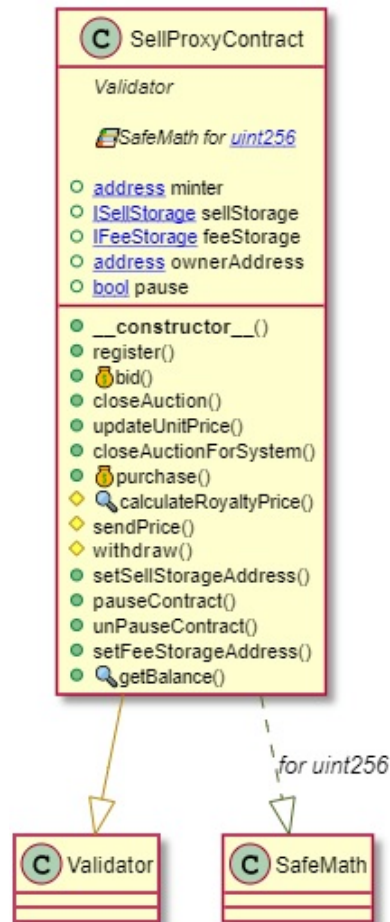 C SellProxyContract
Validator
SafeMath for uint256
address minter
ISellStorage sellStorage
IFeeStorage feeStorage
address ownerAddress
bool pause
__constructor__()
register()
bid()
closeAuction()
updateUnitPrice()
closeAuctionForSystem()
purchase()
calculateRoyaltyPrice()
sendPrice()
withdraw()
setSellStorageAddress()
pauseContract()
unPauseContract()
setFeeStorageAddress()
getBalance()
for uint256
C Validator
C SafeMath